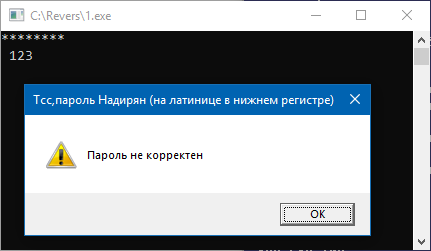 C:\Revers\1.exe
********
123
Тсс,пароль Надирян (на латинице в нижнем регистре)
Пароль не корректен
OK